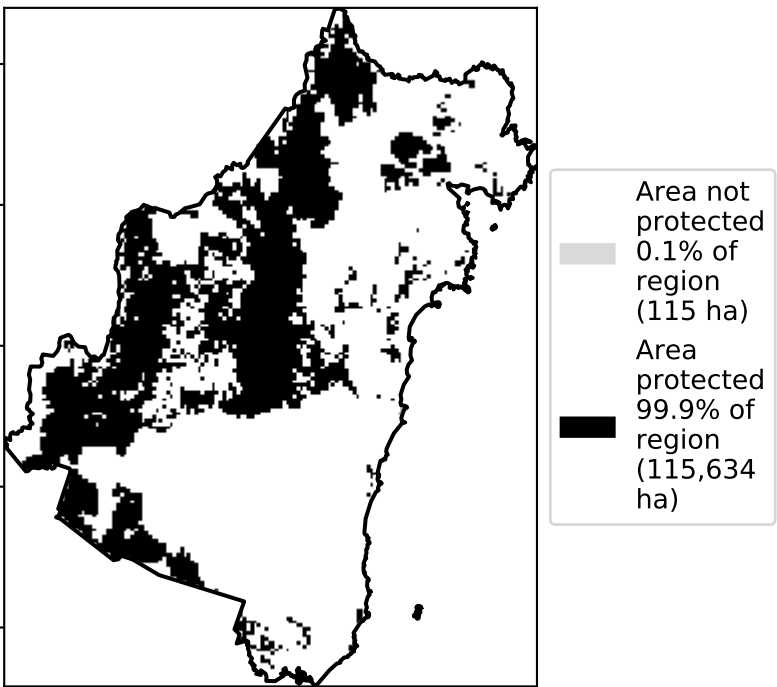 Area not
protected
0.1% of
region
(115 ha)
Area
protected
99.9% of
region
(115,634
ha)